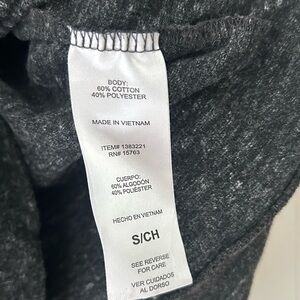 BODY:
60% COTTON
40% POLYESTER
MADE IN VIETNAM
ITEM# 1383221
RN# 15763
CUERPO:
60% ALGODÓN
40% POLIÉSTER
HECHO EN VIETNAM
S/CH
SEE REVERSE
FOR CARE
VER CUIDADOS
AL DORSO